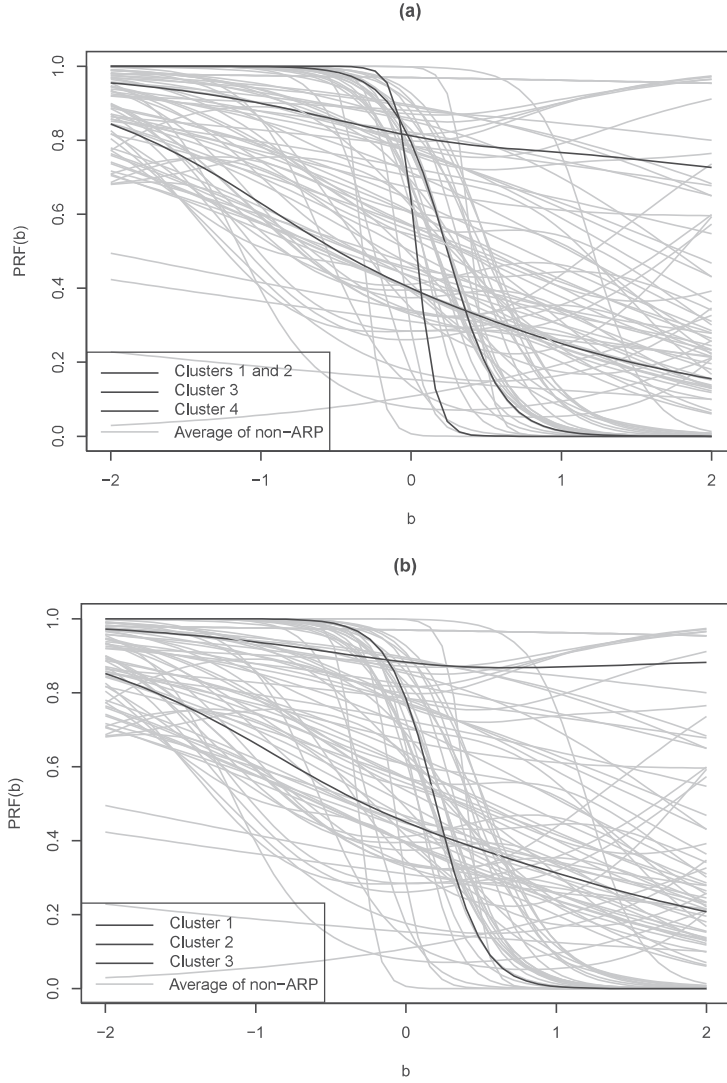 (a)
PRF(b)
1.0
0.8
0.6
0.4
0.2
0.0
Clusters 1 and 2
Cluster 3
Cluster 4
Average of non−ARP
−2
−1
0
1
2
b
(b)
PRF(b)
1.0
0.8
0.6
0.4
0.2
0.0
Cluster 1
Cluster 2
Cluster 3
Average of non−ARP
−2
−1
0
1
2
b